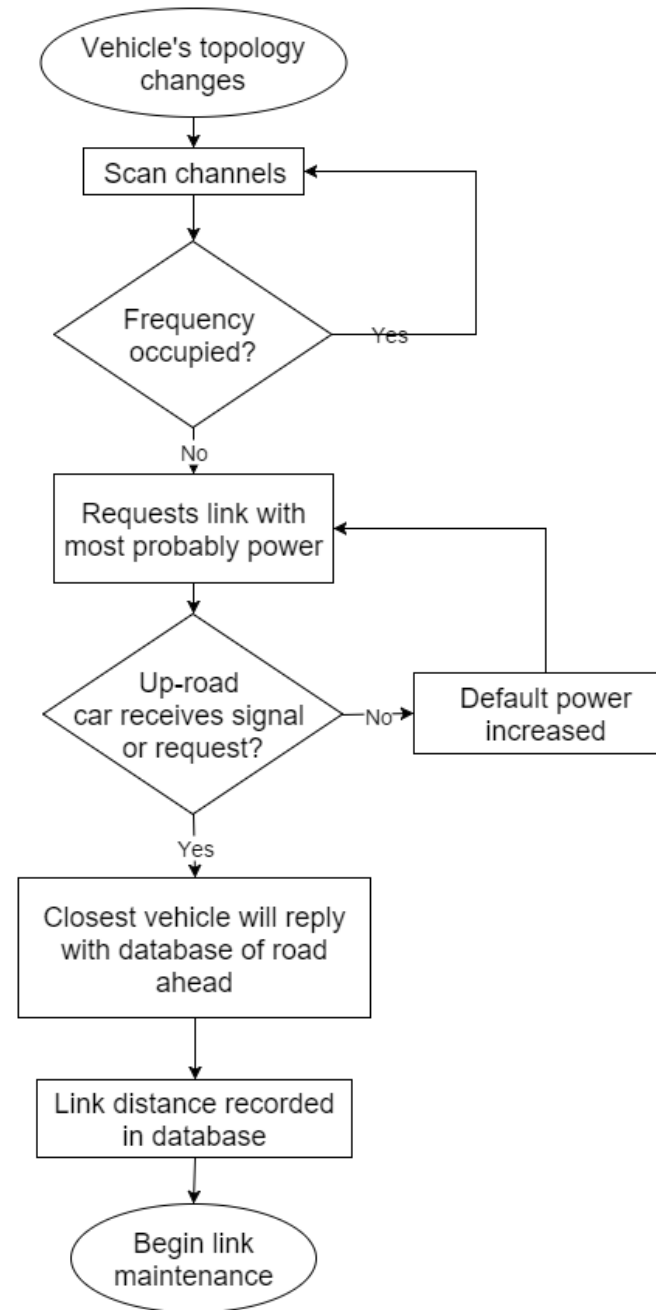 Vehicle's topology
changes
Scan channels
Frequency
occupied?
Yes
No
Requests link with
most probably power
Up-road
car receives signal
or request?
No
Default power
increased
Yes
Closest vehicle will reply
with database of road
ahead
Link distance recorded
in database
Begin link
maintenance